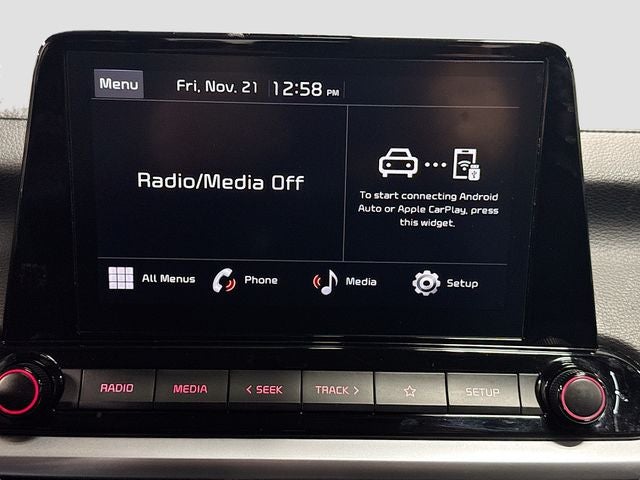 Menu
Fri, Nov. 21
12:58 PM
Radio/Media Off
To start connecting Android
Auto or Apple CarPlay, press
this widget.
All Menus
Phone
Media
Setup
RADIO
MEDIA
< SEEK
TRACK >
☆
SETUP